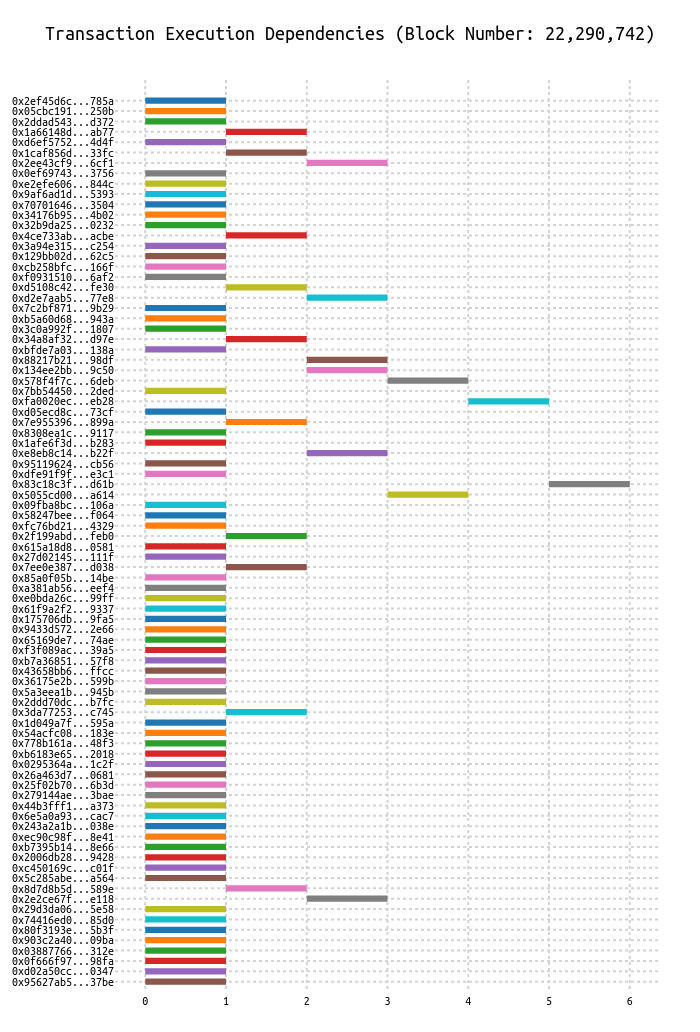 Transaction Execution Dependencies (Block Number: 22,290,742)
0x2ef45d6c...785a
0x05cbc191...250b
0x2ddad543...d372
0x1a66148d...ab77
0xd6ef5752...4d4f
0x1caf856d...33fc
0x2ee43cf9...6cf1
0x0ef69743...3756
0xe2efe606...844c
0x9af6ad1d...5393
0x70701646...3504
0x34176b95...4b02
0x32b9da25...0232
0x4ce733ab...acbe
0x3a94e315...c254
0x129bb02d...62c5
0xcb258bfc...166f
0xf0931510...6af2
0xd5108c42...fe30
0xd2e7aab5...77e8
0x7c2bf871...9b29
0xb5a60d68...943a
0x3c0a992f...1807
0x34a8af32...d97e
0xbfde7a03...138a
0x88217b21...98df
0x134ee2bb...9c50
0x578f4f7c...6deb
0x7bb54450...2ded
0xfa0020ec...eb28
0xd05ecd8c...73cf
0x7e955396...899a
0x8308ea1c...9117
0x1afe6f3d...b283
0xe8eb8c14...b22f
0x95119624...cb56
0xdfe91f9f...e3c1
0x83c18c3f...d61b
0x5055cd00...a614
0x09fba8bc...106a
0x58247bee...f064
0xfc76bd21...4329
0x2f199abd...feb0
0x615a18d8...0581
0x27d02145...111f
0x7ee0e387...d038
0x85a0f05b...14be
0xa381ab56...eef4
0xe0bda26c...99ff
0x61f9a2f2...9337
0x175706db...9fa5
0x9433d572...2e66
0x65169de7...74ae
0xf3f089ac...39a5
0xb7a36851...57f8
0x43658bb6...ffcc
0x36175e2b...599b
0x5a3eea1b...945b
0x2ddd70dc...b7fc
0x3da77253...c745
0x1d049a7f...595a
0x54acfc08...183e
0x778b161a...48f3
0xb6183e65...2018
0x0295364a...1c2f
0x26a463d7...0681
0x25f02b70...6b3d
0x279144ae...3bae
0x44b3fff1...a373
0x6e5a0a93...cac7
0x243a2a1b...038e
0xec90c98f...8e41
0xb7395b14...8e66
0x2006db28...9428
0xc450169c...c01f
0x5c285abe...a564
0x8d7d8b5d...589e
0x2e2ce67f...e118
0x29d3da06...5e58
0x74416ed0...85d0
0x80f3193e...5b3f
0x903c2a40...09ba
0x03887766...312e
0x0f666f97...98fa
0xd02a50cc...0347
0x95627ab5...37be
0 1 2 3 4 5 6